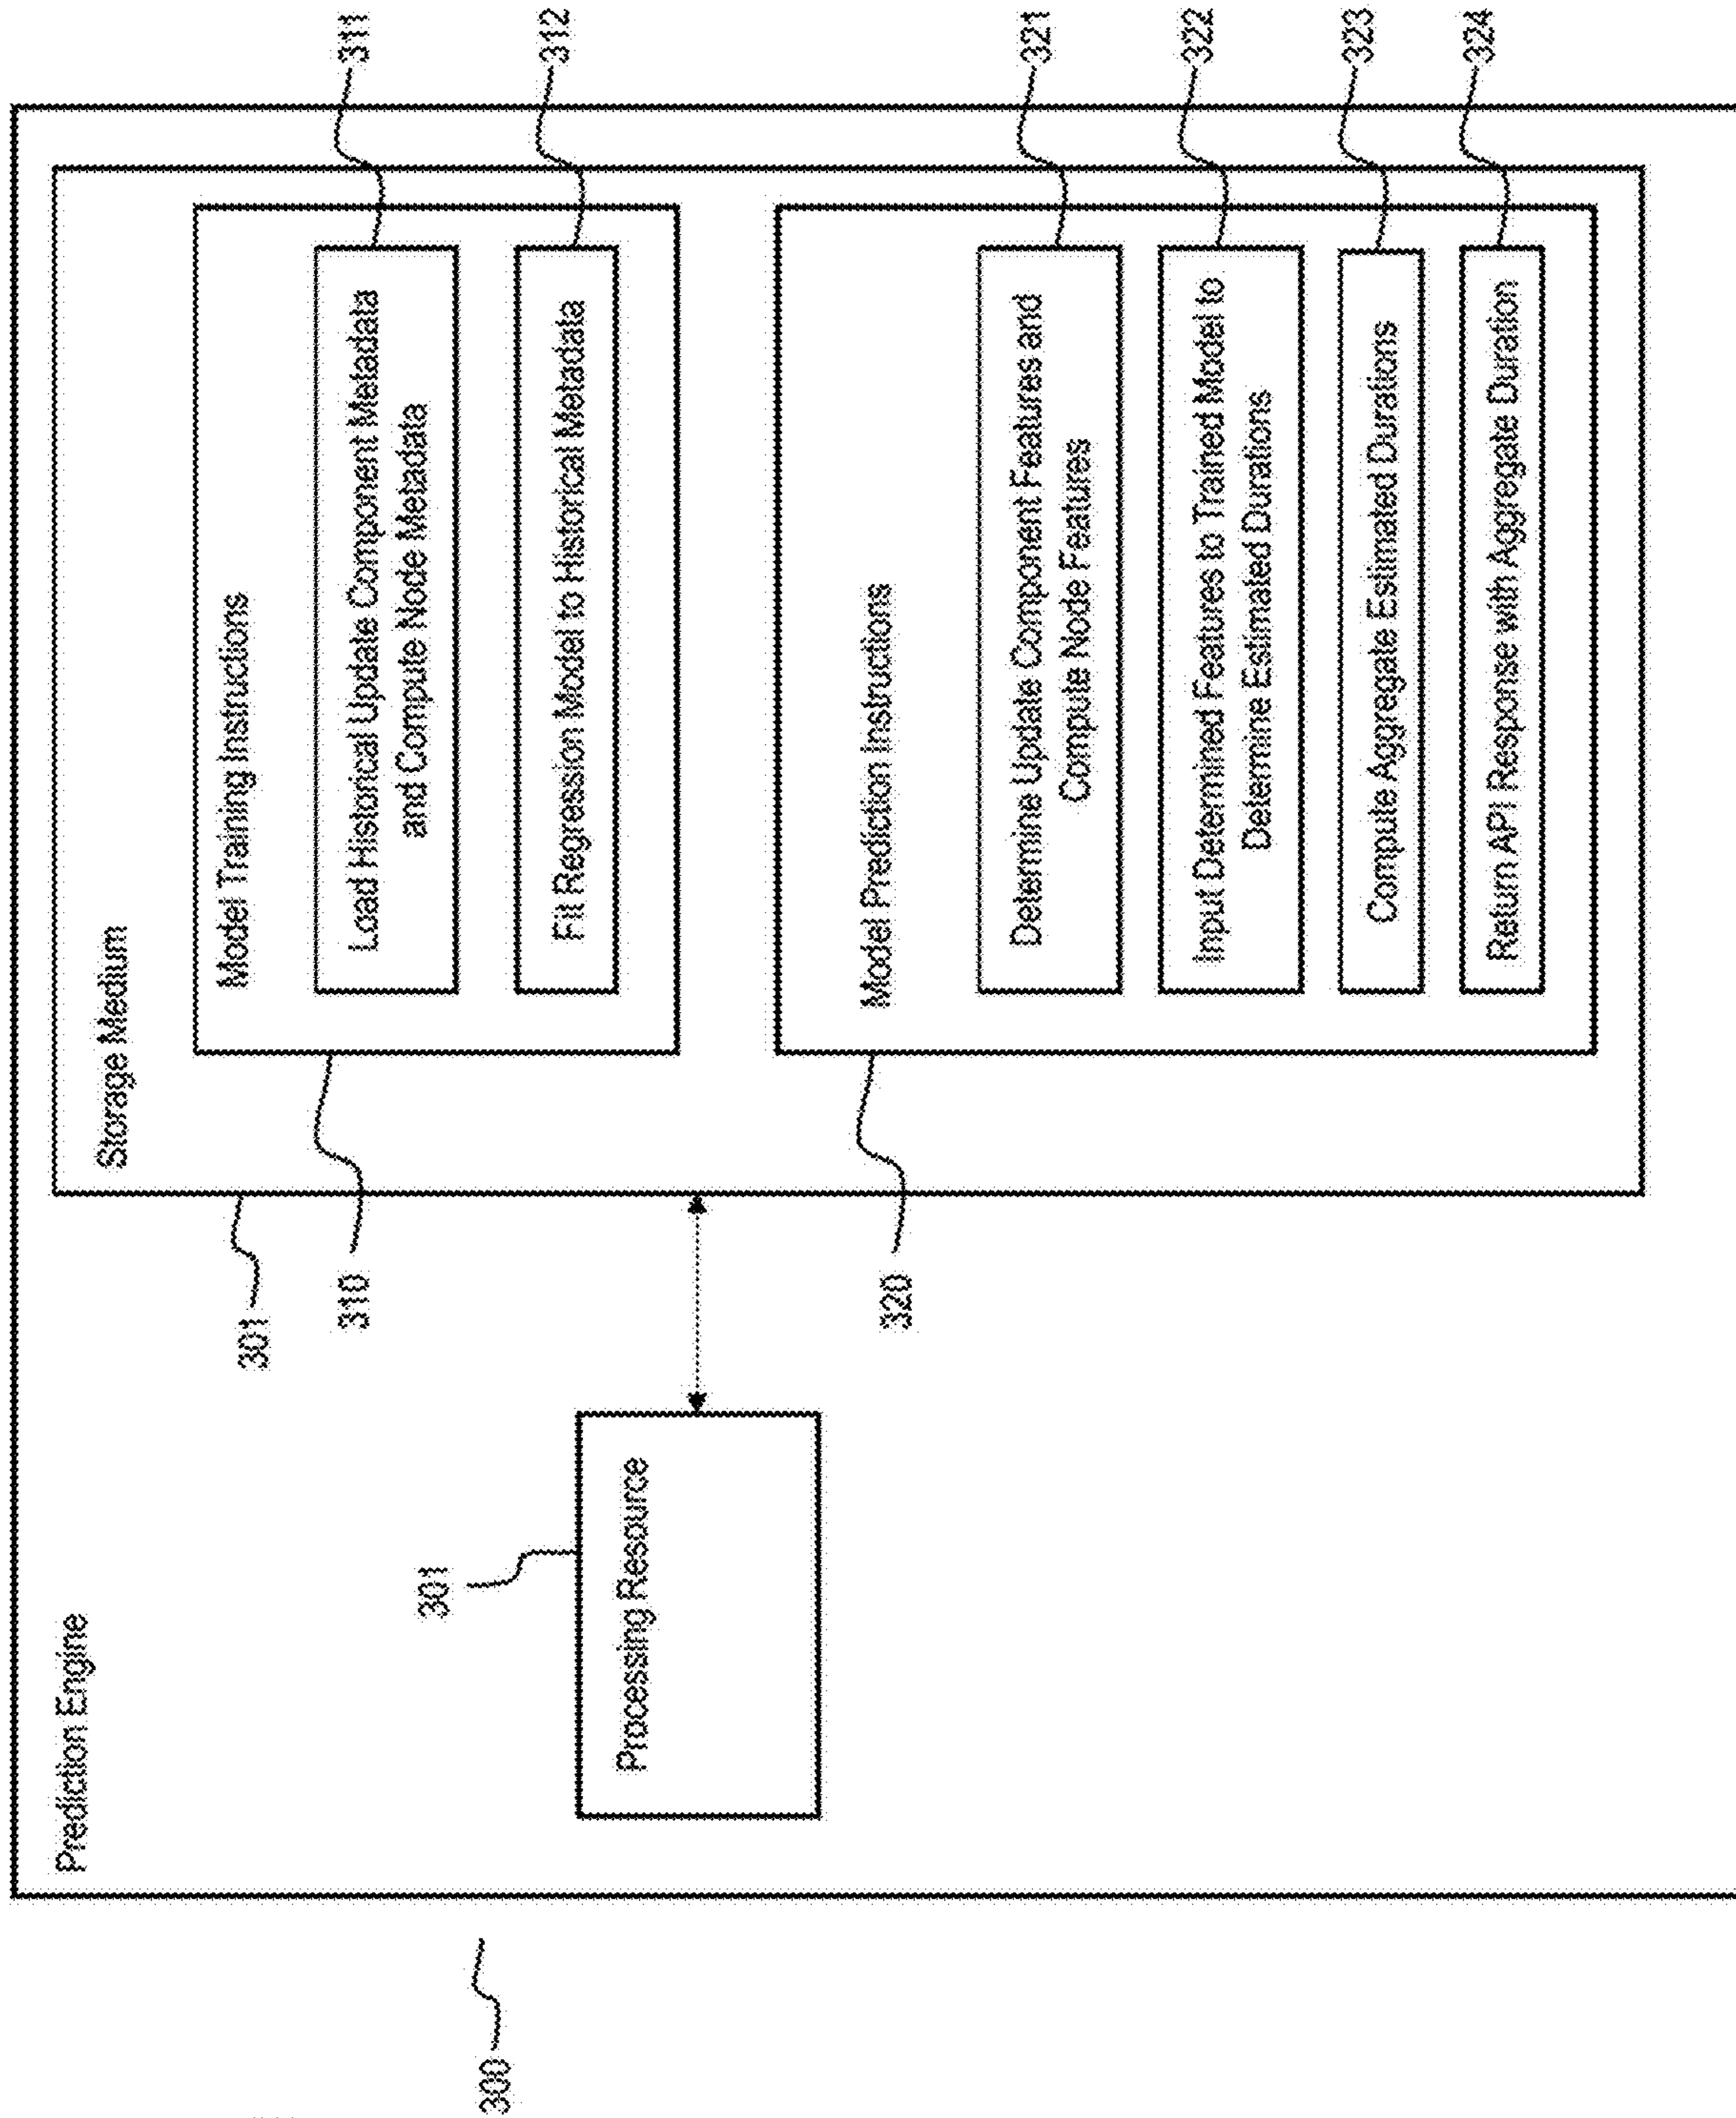 300
Prediction Engine
301
Processing Resource
301
Storage Medium
310
Model Training Instructions
Load Historical Update Component Metadata
and Compute Node Metadata
311
Fit Regression Model to Historical Metadata
312
320
Model Prediction Instructions
Determine Update Component Features and
Compute Node Features
321
Input Determined Features to Trained Model to
Determine Estimated Durations
322
Compute Aggregate Estimated Durations
323
Return API Response with Aggregate Duration
324